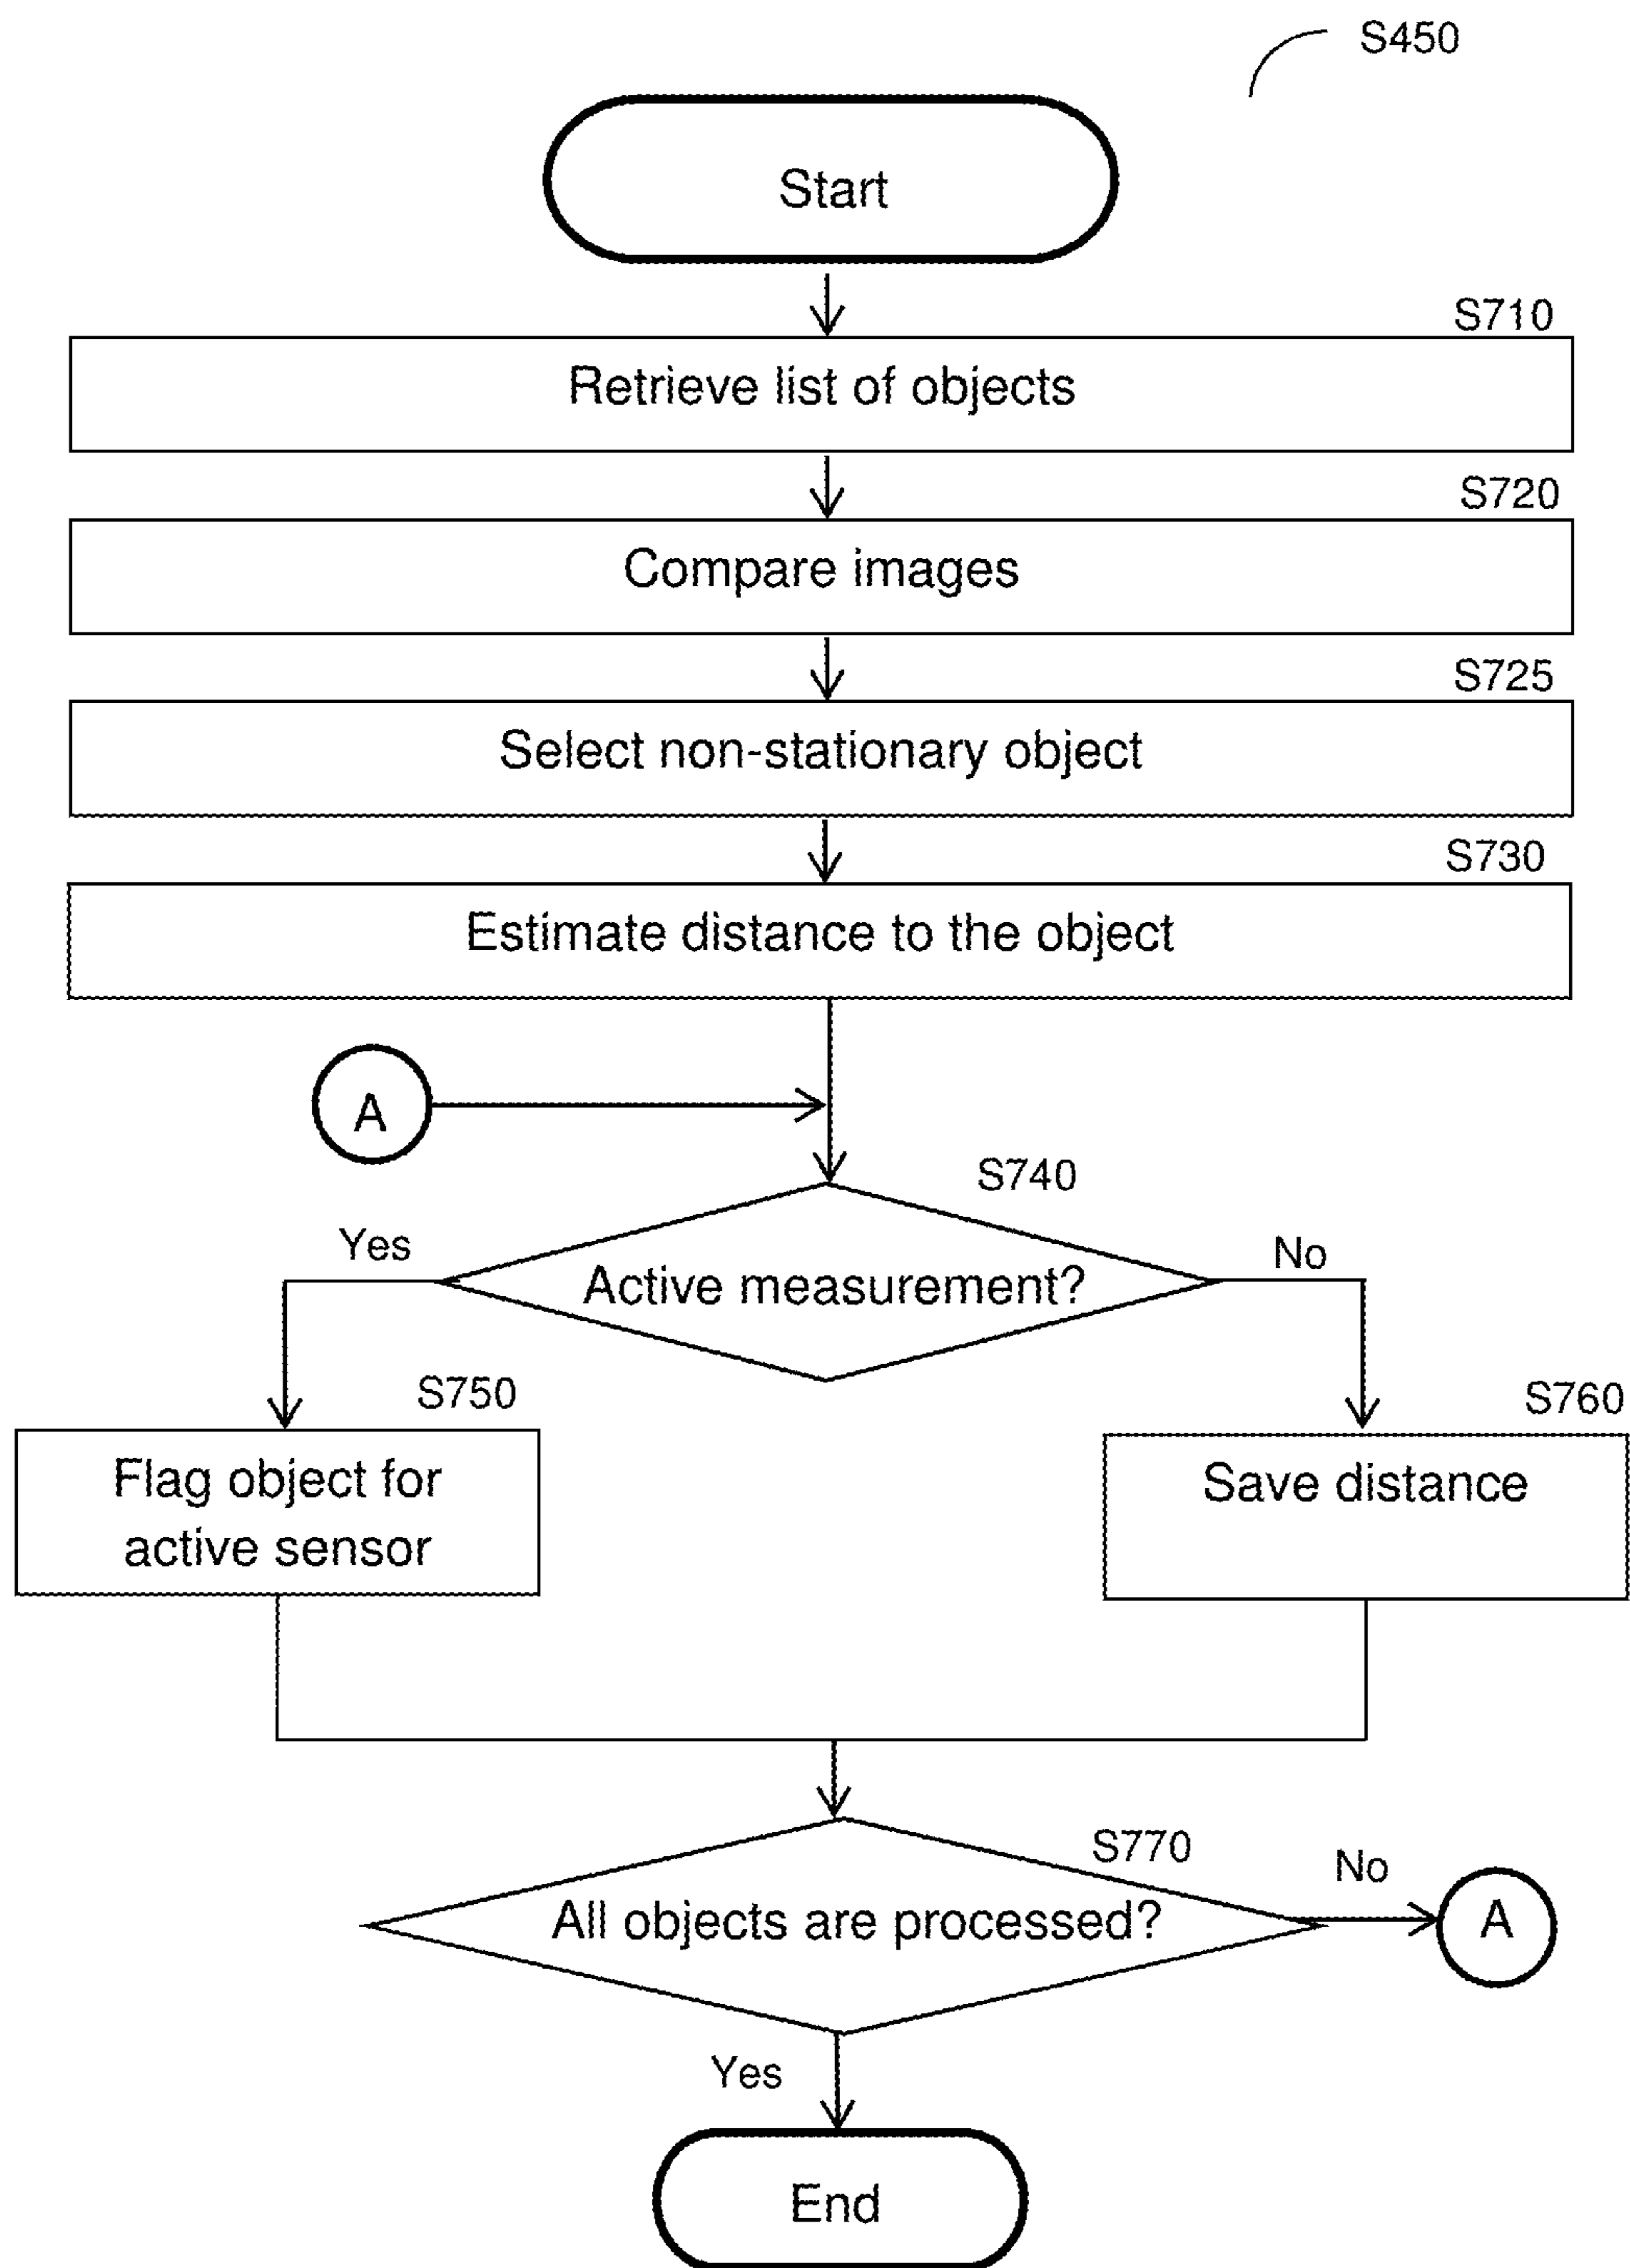 S450
Start
S710
Retrieve list of objects
S720
Compare images
S725
Select non-stationary object
S730
Estimate distance to the object
A
S740
Yes
No
Active measurement?
S750
S760
Flag object for
active sensor
Save distance
S770
No
All objects are processed?
A
Yes
End